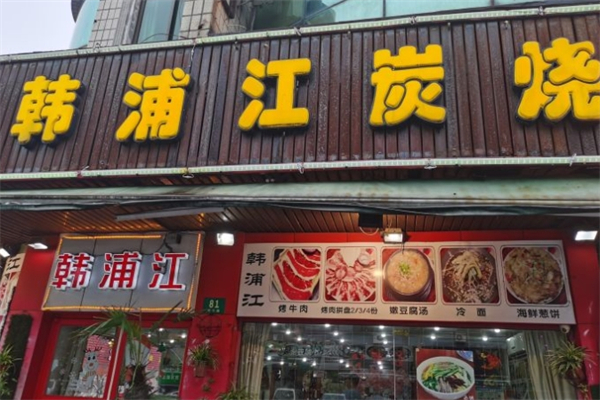 韩浦江炭烧
韩浦江
81
韩浦江
烤牛肉
烤肉拼盘2/3/4份
嫩豆腐汤
冷面
海鲜葱饼